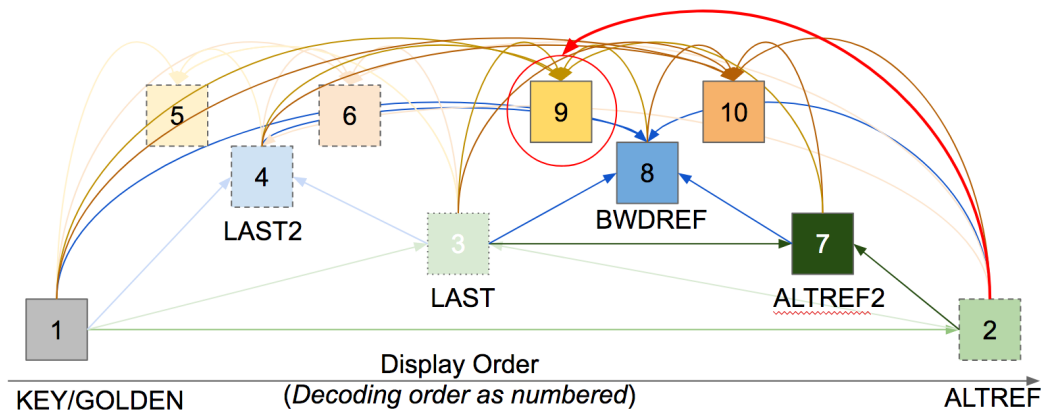 5
6
9
10
4
8
LAST2
BWDREF
3
7
LAST
ALTREF2
1
2
Display Order
(Decoding order as numbered)
KEY/GOLDEN
ALTREF